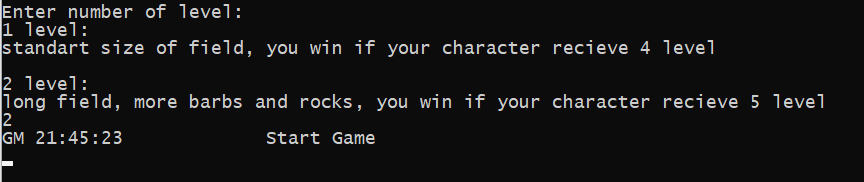 Enter number of level:
1 level:
standart size of field, you win if your character recieve 4 level
2 level:
long field, more barbs and rocks, you win if your character recieve 5 level
2
GM 21:45:23 Start Game